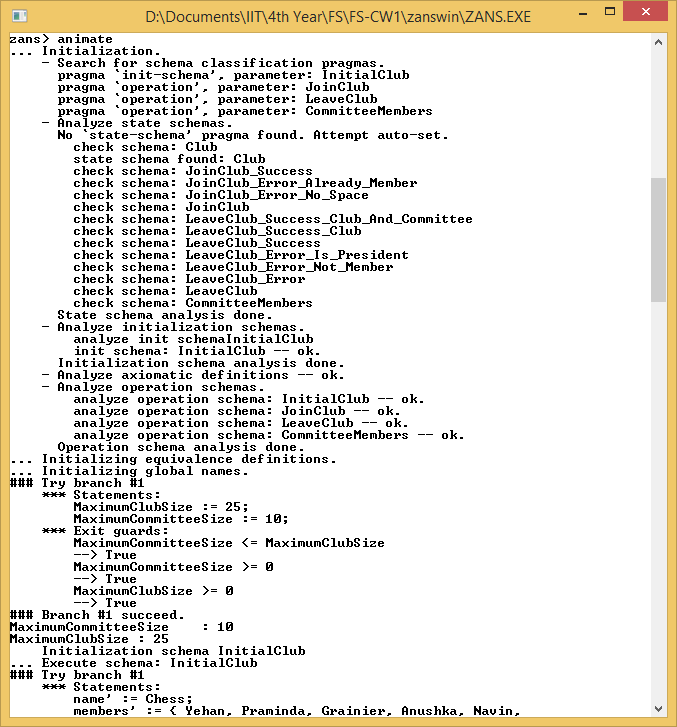 D:\Documents\IIT\4th Year\FS\FS-CW1\zanswin\ZANS.EXE
zans> animate
... Initialization.
    - Search for schema classification pragmas.
      pragma `init-schema', parameter: InitialClub
      pragma `operation', parameter: JoinClub
      pragma `operation', parameter: LeaveClub
      pragma `operation', parameter: CommitteeMembers
    - Analyze state schemas.
      No `state-schema' pragma found. Attempt auto-set.
        check schema: Club
        state schema found: Club
        check schema: JoinClub_Success
        check schema: JoinClub_Error_Already_Member
        check schema: JoinClub_Error_No_Space
        check schema: JoinClub
        check schema: LeaveClub_Success_Club_And_Committee
        check schema: LeaveClub_Success_Club
        check schema: LeaveClub_Success
        check schema: LeaveClub_Error_Is_President
        check schema: LeaveClub_Error_Not_Member
        check schema: LeaveClub_Error
        check schema: LeaveClub
        check schema: CommitteeMembers
      State schema analysis done.
    - Analyze initialization schemas.
        analyze init schemaInitialClub
        init schema: InitialClub -- ok.
      Initialization schema analysis done.
    - Analyze axiomatic definitions -- ok.
    - Analyze operation schemas.
        analyze operation schema: InitialClub -- ok.
        analyze operation schema: JoinClub -- ok.
        analyze operation schema: LeaveClub -- ok.
        analyze operation schema: CommitteeMembers -- ok.
      Operation schema analysis done.
... Initializing equivalence definitions.
... Initializing global names.
### Try branch #1
    *** Statements:
        MaximumClubSize := 25;
        MaximumCommitteeSize := 10;
    *** Exit guards:
        MaximumCommitteeSize <= MaximumClubSize
        --> True
        MaximumCommitteeSize >= 0
        --> True
        MaximumClubSize >= 0
        --> True
### Branch #1 succeed.
MaximumCommitteeSize    : 10
MaximumClubSize : 25
    Initialization schema InitialClub
... Execute schema: InitialClub
### Try branch #1
    *** Statements:
        name' := Chess;
        members' := { Yehan, Praminda, Grainier, Anushka, Navin,